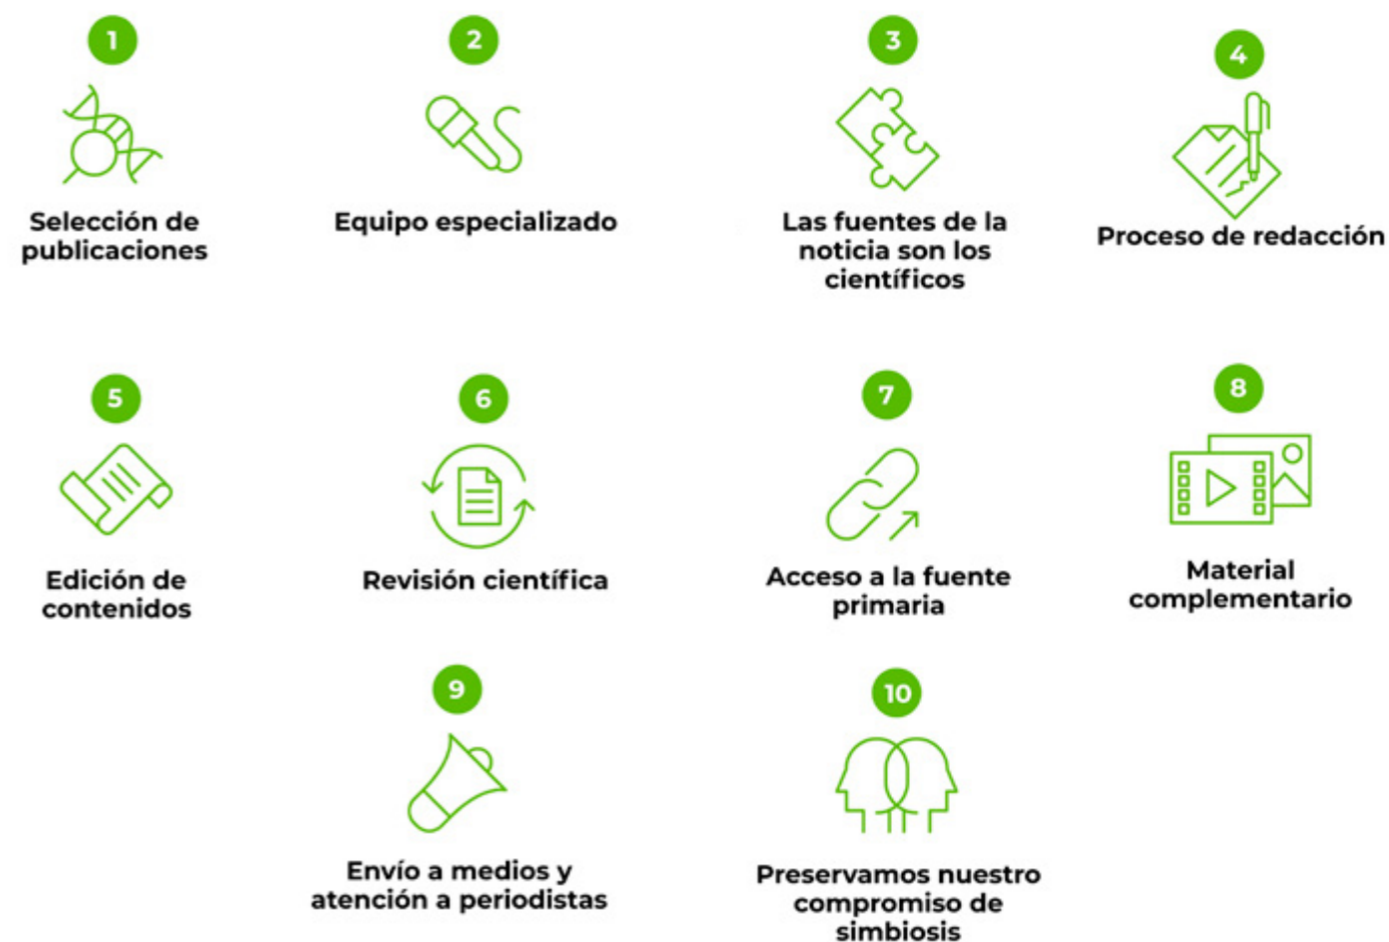 1
Selección de
publicaciones
2
Equipo especializado
3
Las fuentes de la
noticia son los
científicos
4
Proceso de redacción
5
Edición de
contenidos
6
Revisión científica
7
Acceso a la fuente
primaria
8
Material
complementario
9
Envío a medios y
atención a periodistas
10
Preservamos nuestro
compromiso de
simbiosis